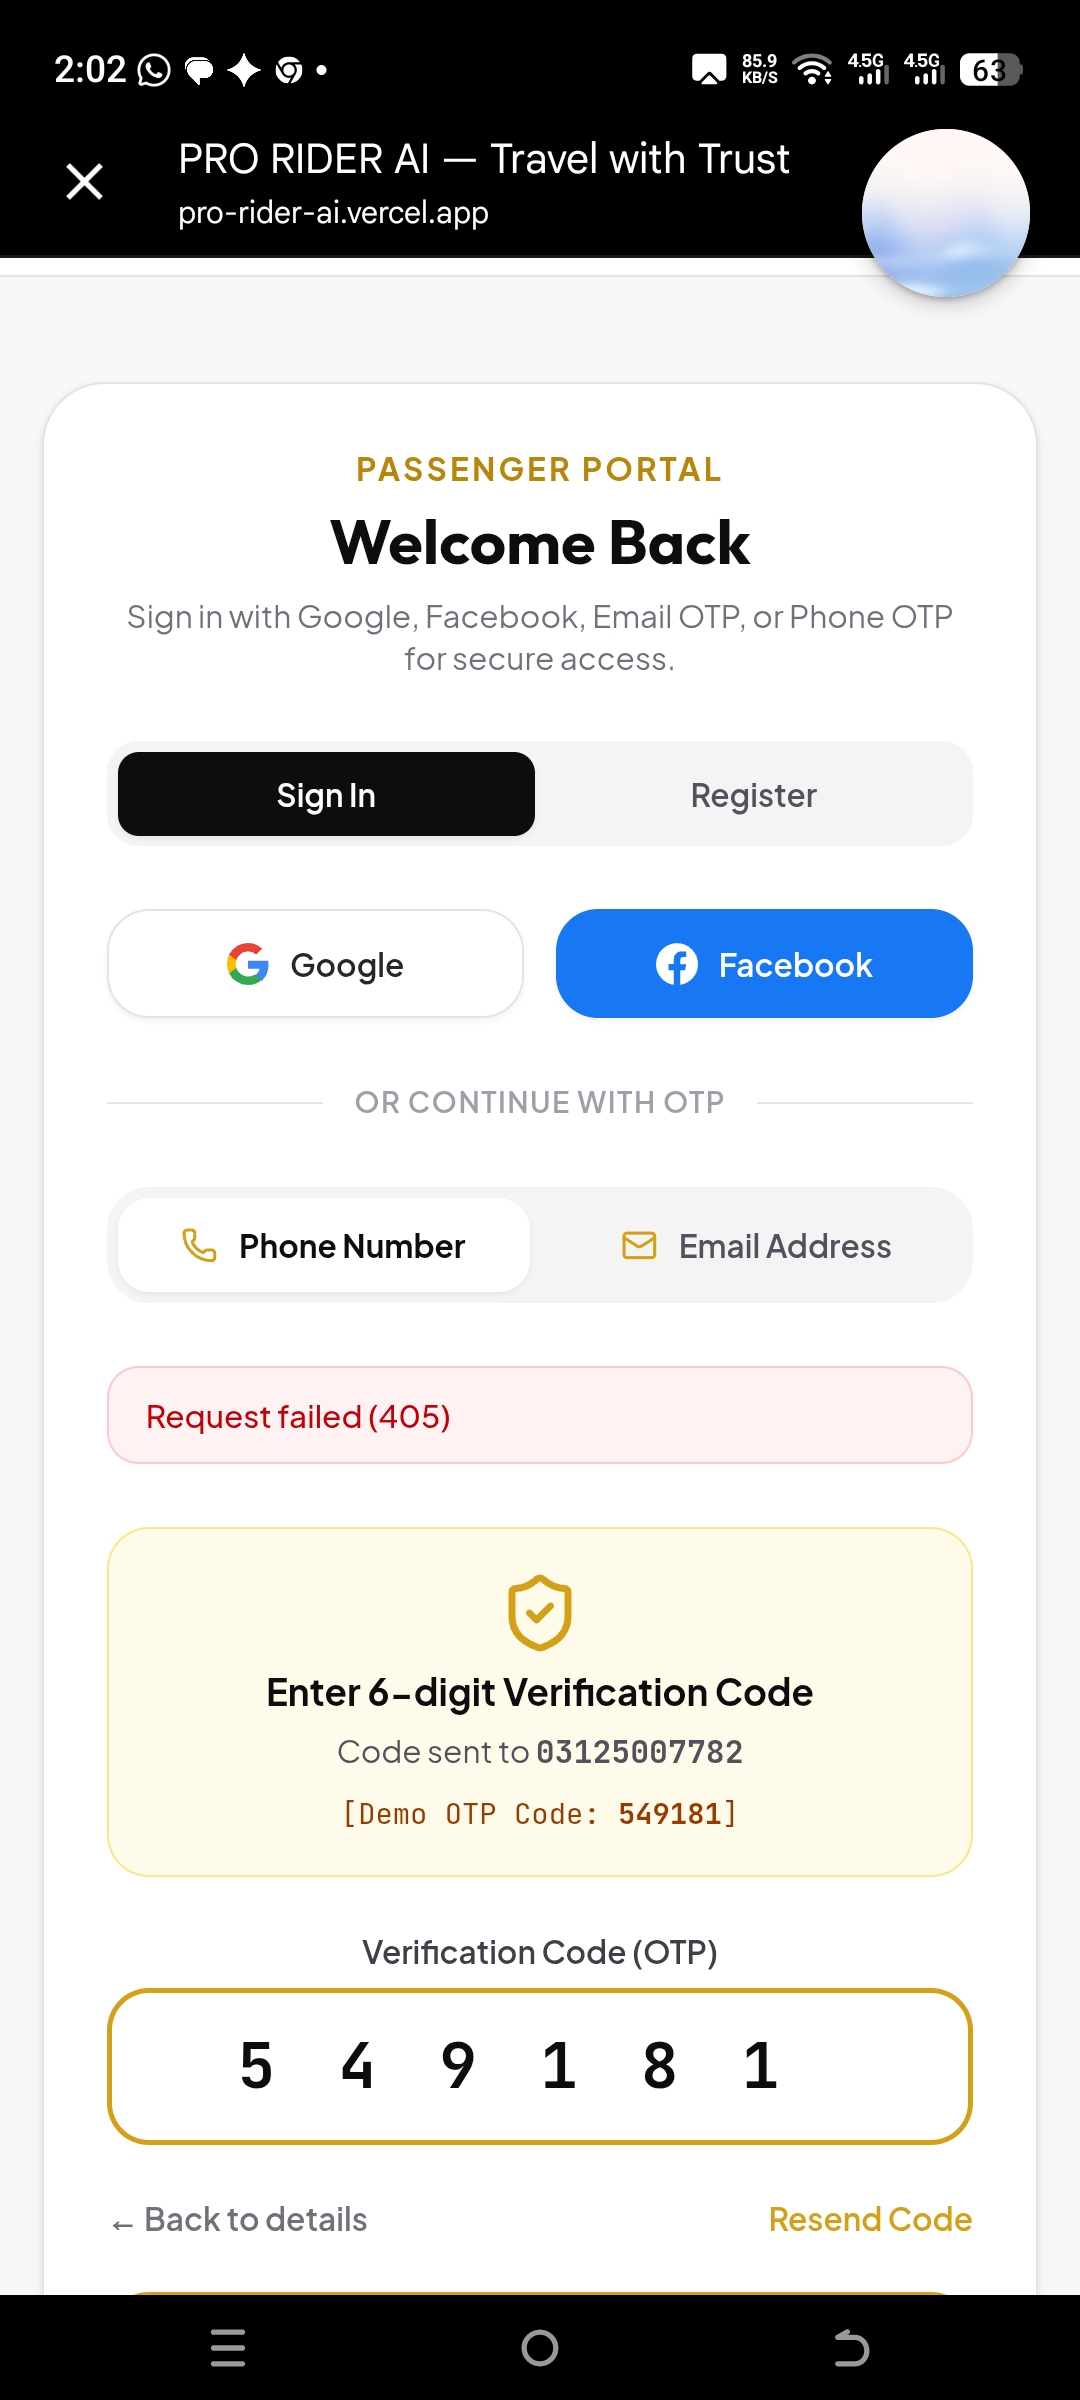 2:02
85.9 KB/S 4.5G 4.5G 63
PRO RIDER AI — Travel with Trust
pro-rider-ai.vercel.app
PASSENGER PORTAL
Welcome Back
Sign in with Google, Facebook, Email OTP, or Phone OTP
for secure access.
Sign In Register
Google Facebook
OR CONTINUE WITH OTP
Phone Number Email Address
Request failed (405)
Enter 6-digit Verification Code
Code sent to 03125007782
[Demo OTP Code: 549181]
Verification Code (OTP)
5 4 9 1 8 1
← Back to details Resend Code